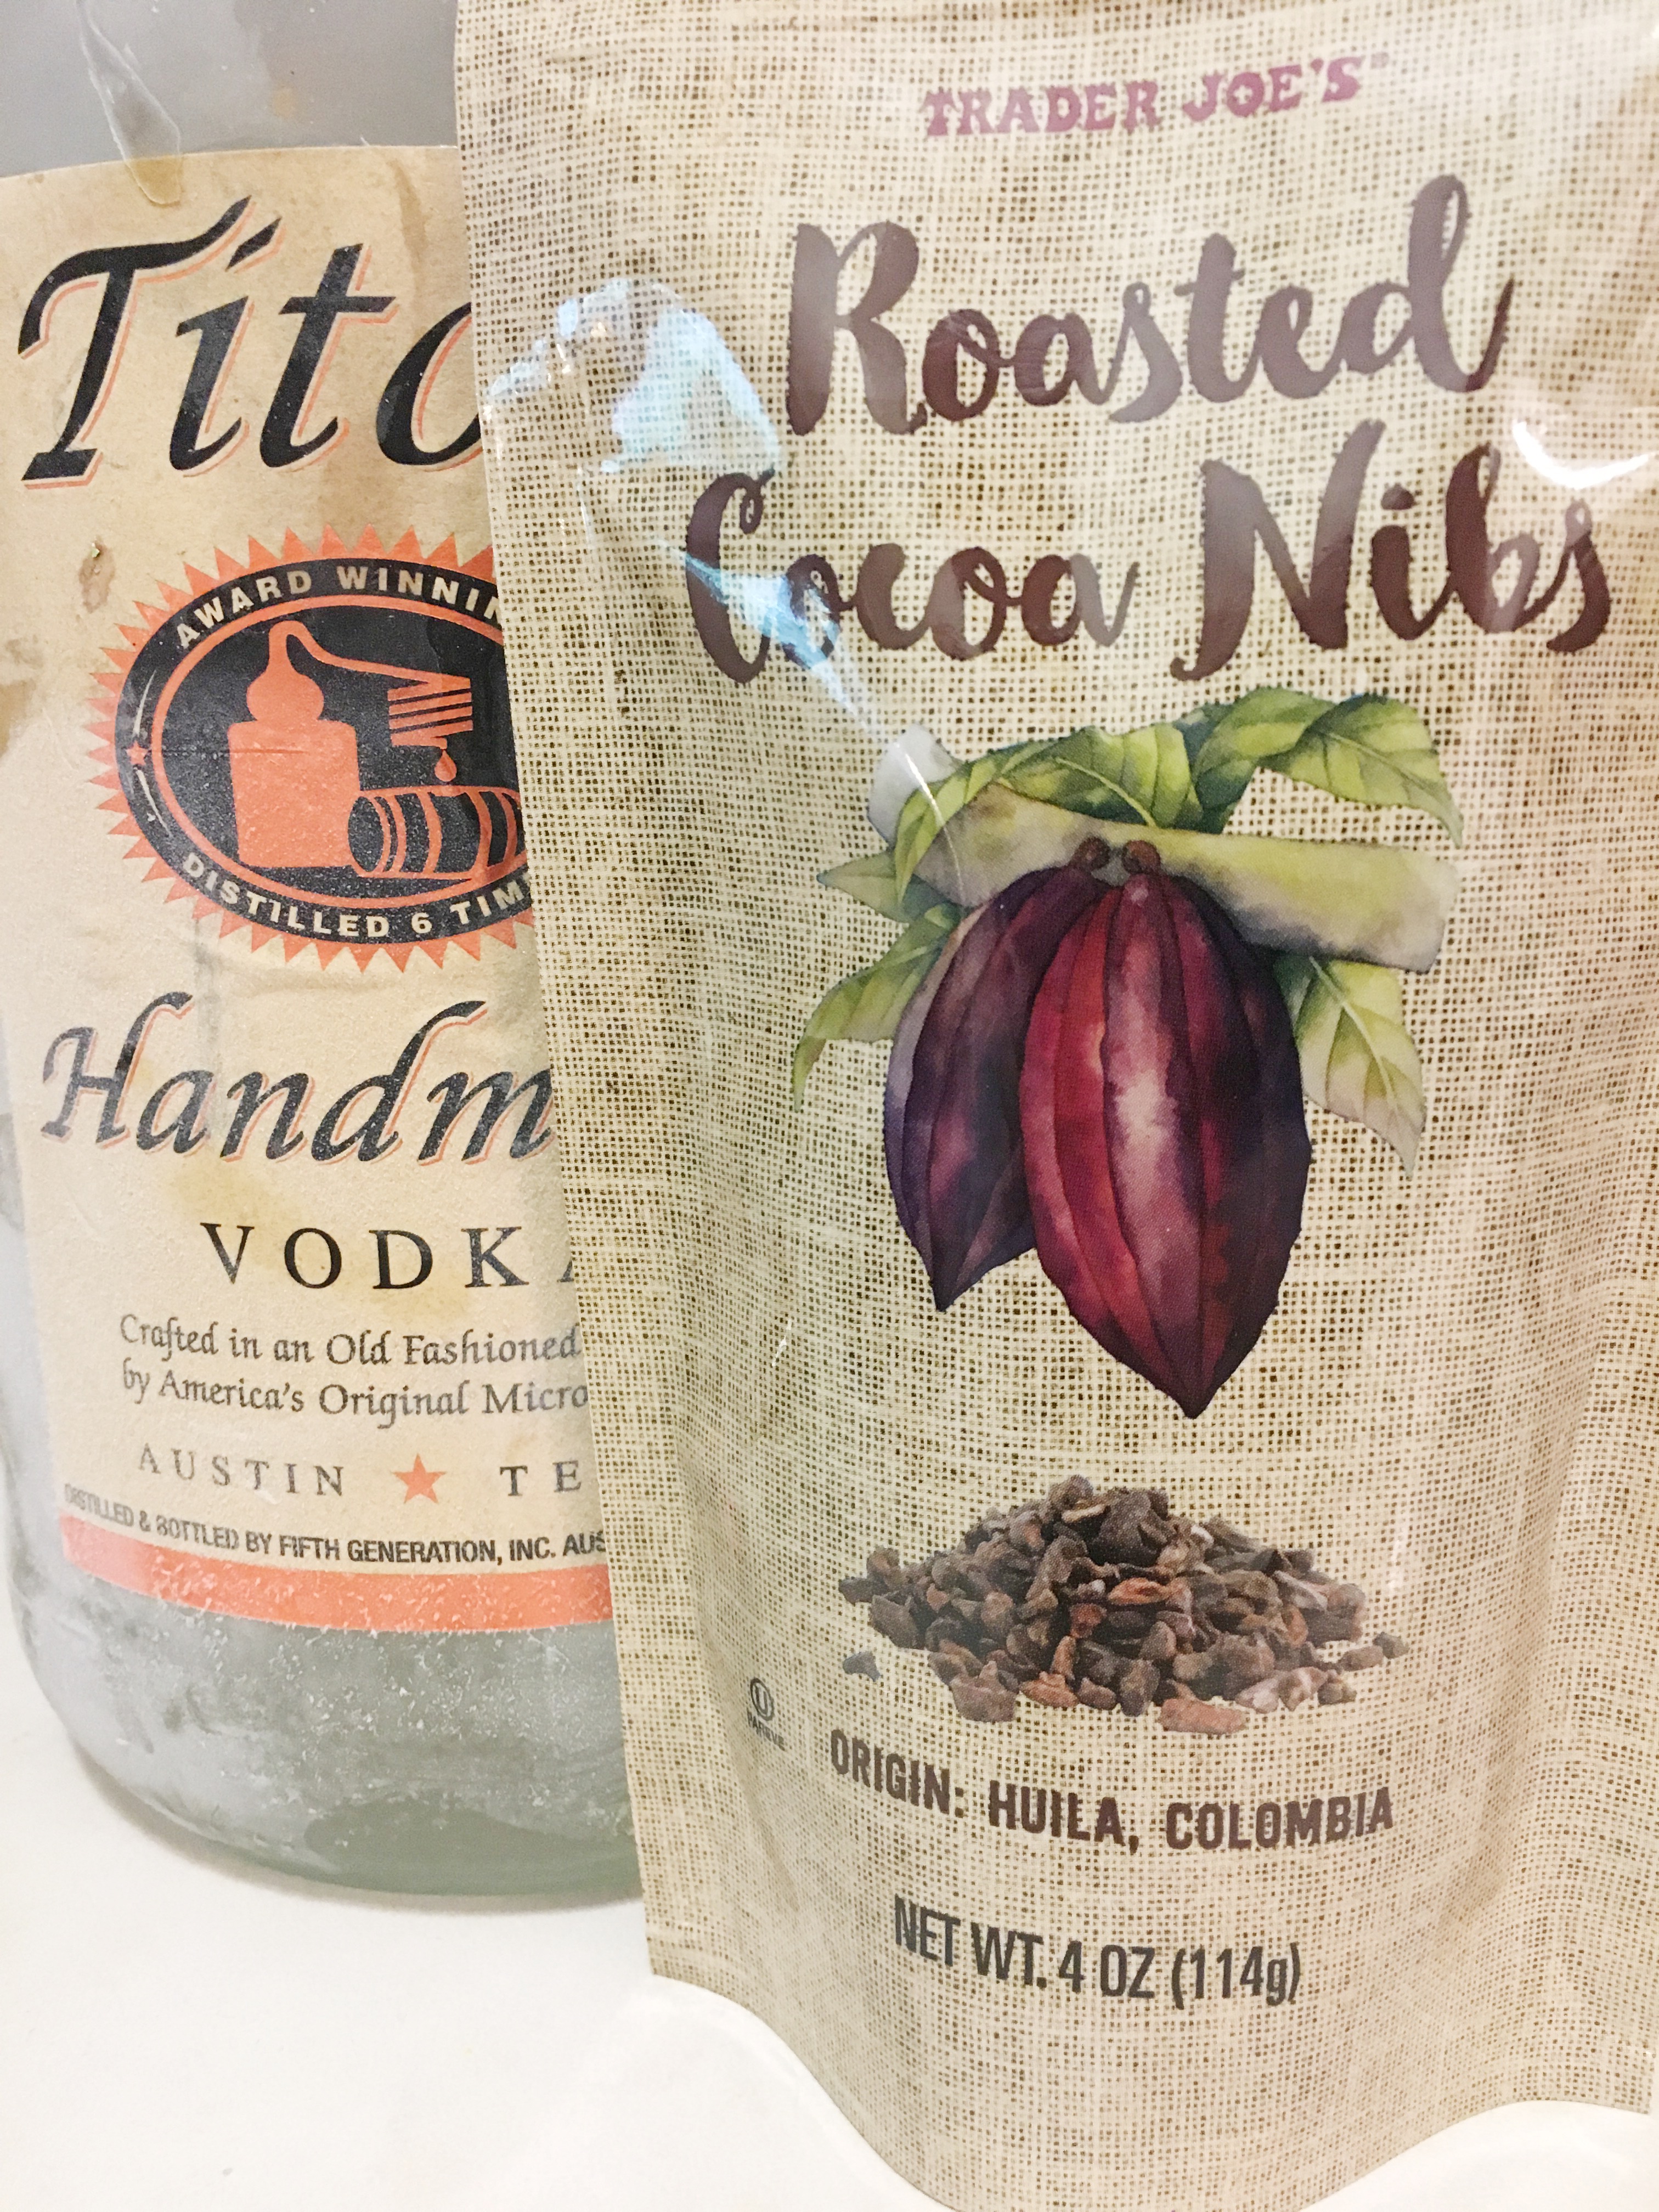 Tito
AWARD WINNIN
DISTILLED 6 TIM
Handm
VODKA
Crafted in an Old Fashioned
by America's Original Micro
AUSTIN ★ TE
DISTILLED & BOTTLED BY FIFTH GENERATION, INC. AUS
TRADER JOE'S
Roasted
Cocoa Nibs
U
PAREVE
ORIGIN: HUILA, COLOMBIA
NET WT. 4 OZ (114g)